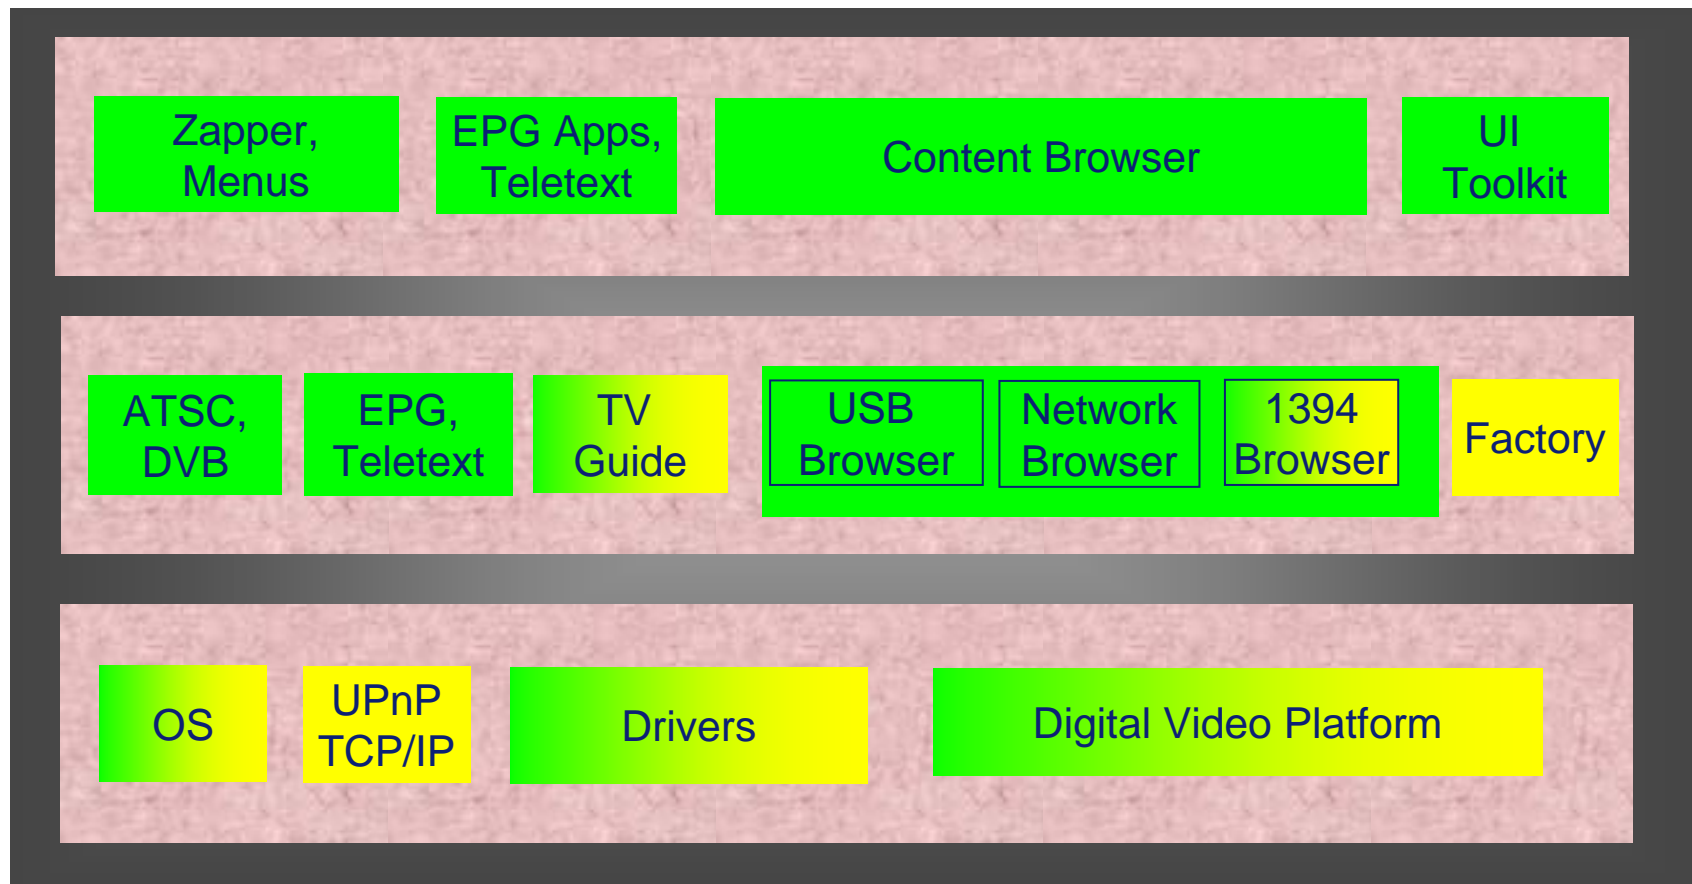 Zapper,
Menus
EPG Apps,
Teletext
Content Browser
UI
Toolkit
ATSC,
DVB
EPG,
Teletext
TV
Guide
USB
Browser
Network
Browser
1394
Browser
Factory
OS
UPnP
TCP/IP
Drivers
Digital Video Platform